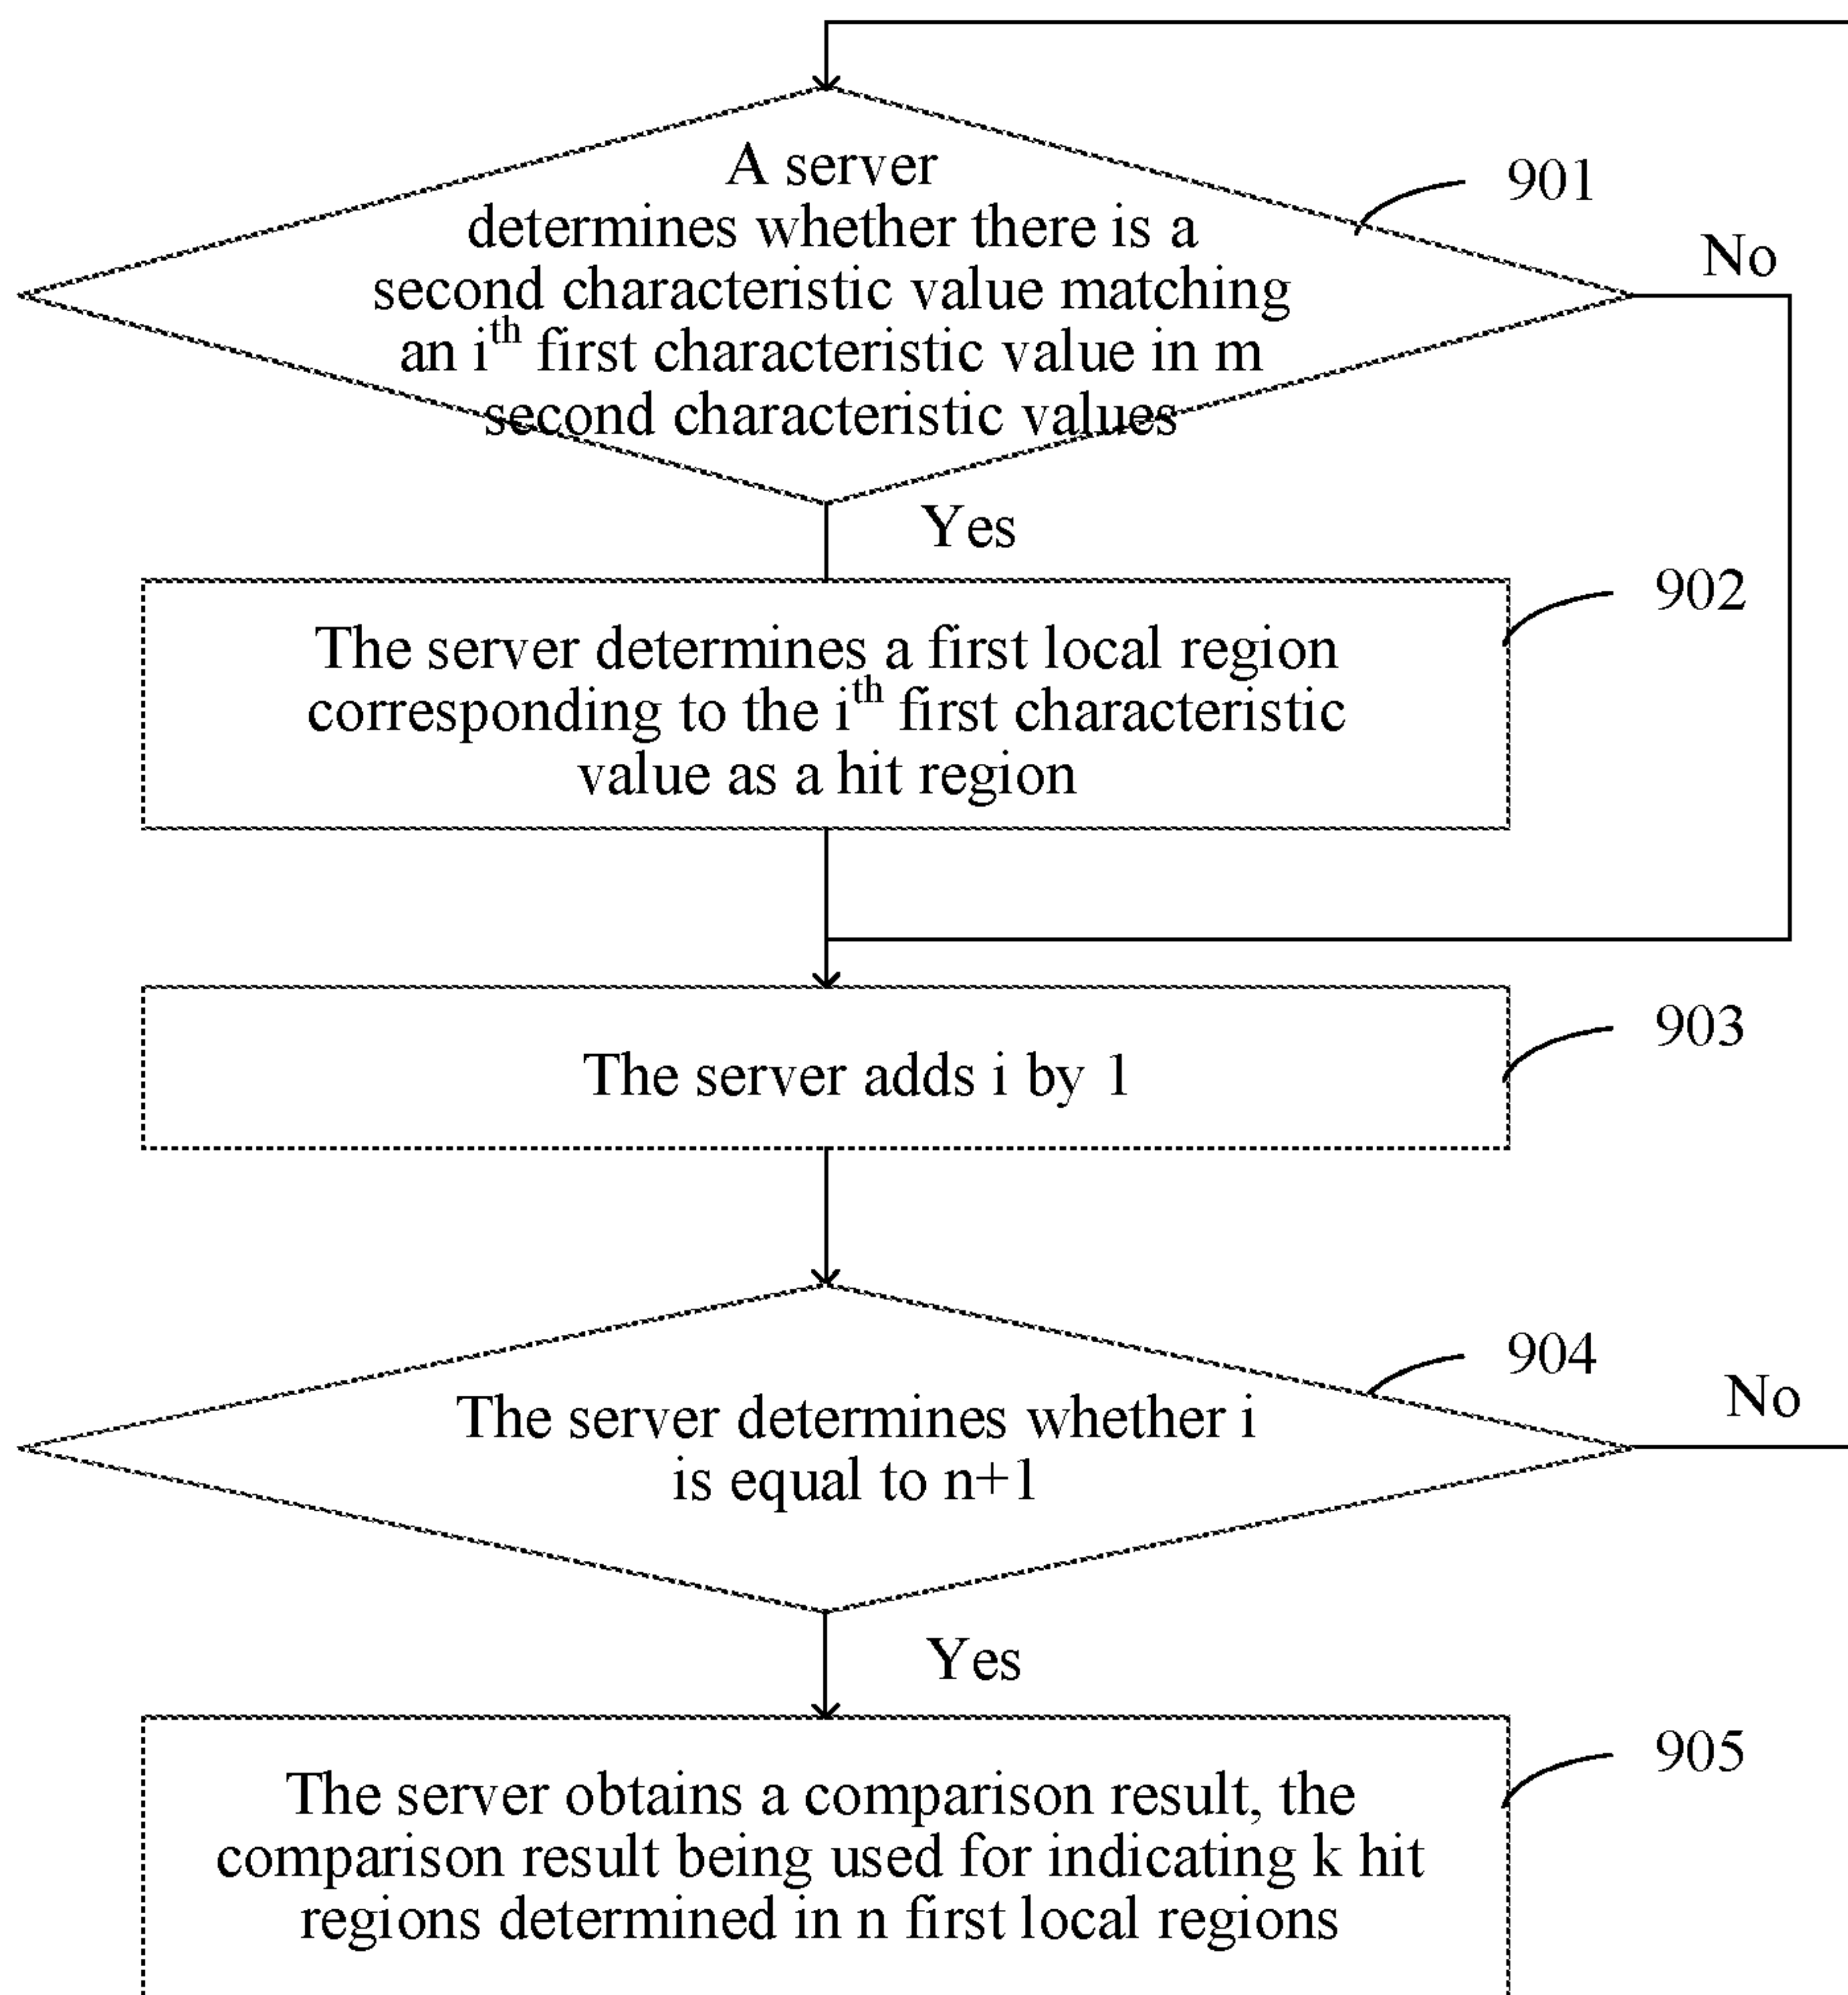 A server
determines whether there is a
second characteristic value matching
an ith first characteristic value in m
second characteristic values
901
No
Yes
902
The server determines a first local region
corresponding to the ith first characteristic
value as a hit region
903
The server adds i by 1
904
The server determines whether i
is equal to n+1
No
Yes
905
The server obtains a comparison result, the
comparison result being used for indicating k hit
regions determined in n first local regions